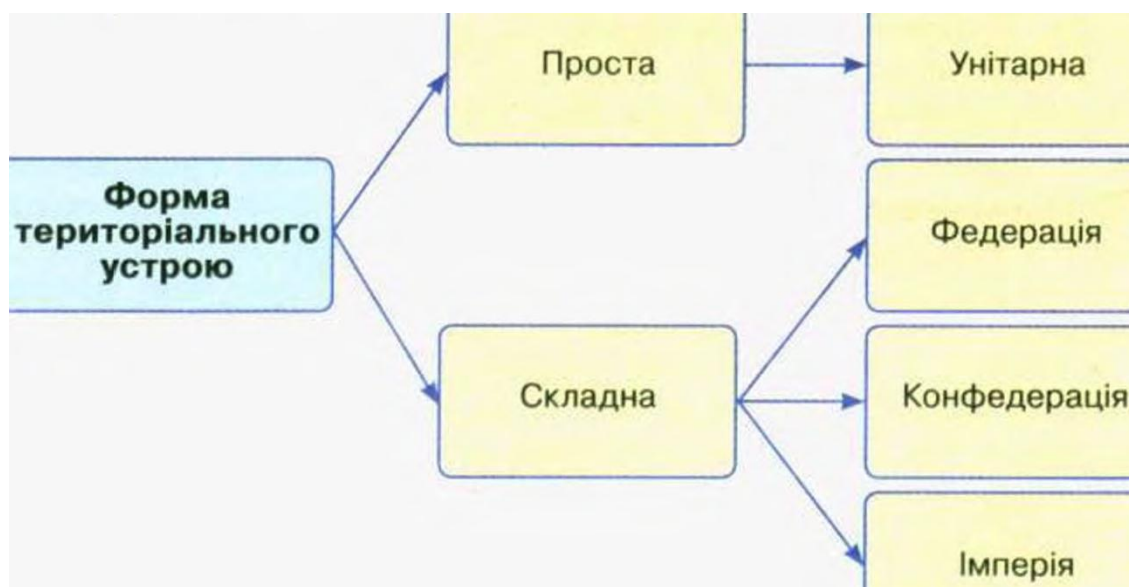 Проста
Унітарна
Форма
територіального
устрою
Федерація
Складна
Конфедерація
Імперія